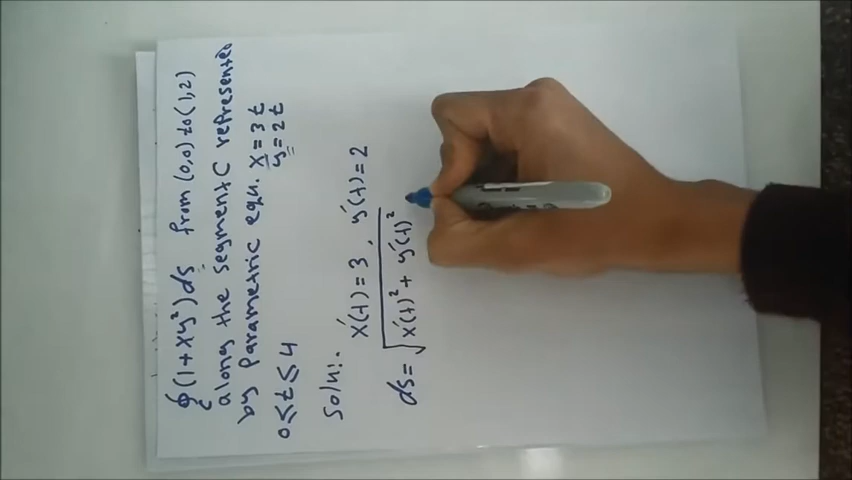 ∮c (1+xy²)ds from (0,0) to (1,2)
along the segment C represented
by parametric equ. x=3t
y=2t
0≤t≤4
Soln:-
x'(t)=3, y'(t)=2
ds=√x'(t)²+y'(t)²